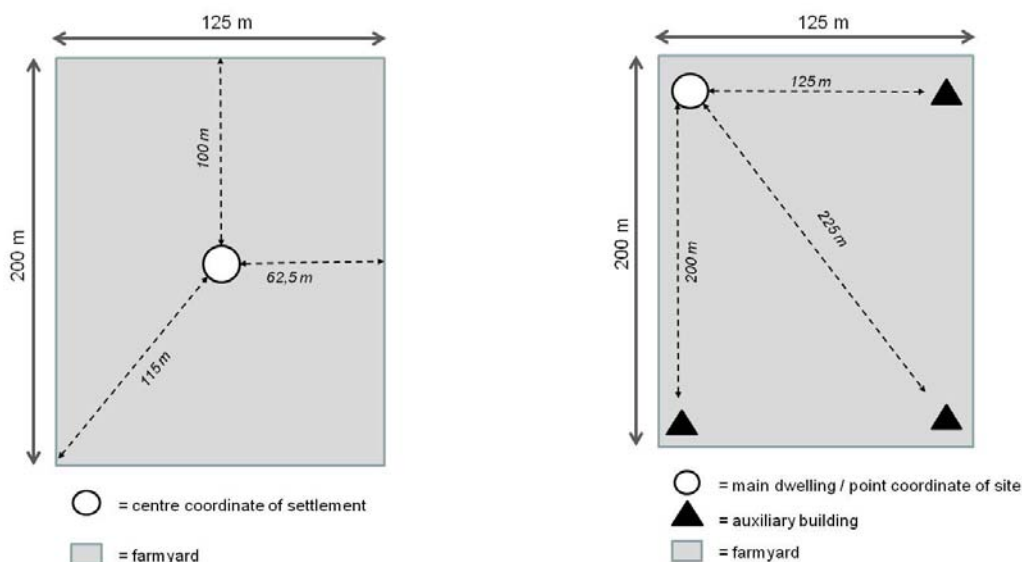 125 m
200 m
100 m
62,5 m
115 m
= centre coordinate of settlement
= farmyard
125 m
200 m
125 m
200 m
225 m
= main dwelling / point coordinate of site
= auxiliary building
= farmyard